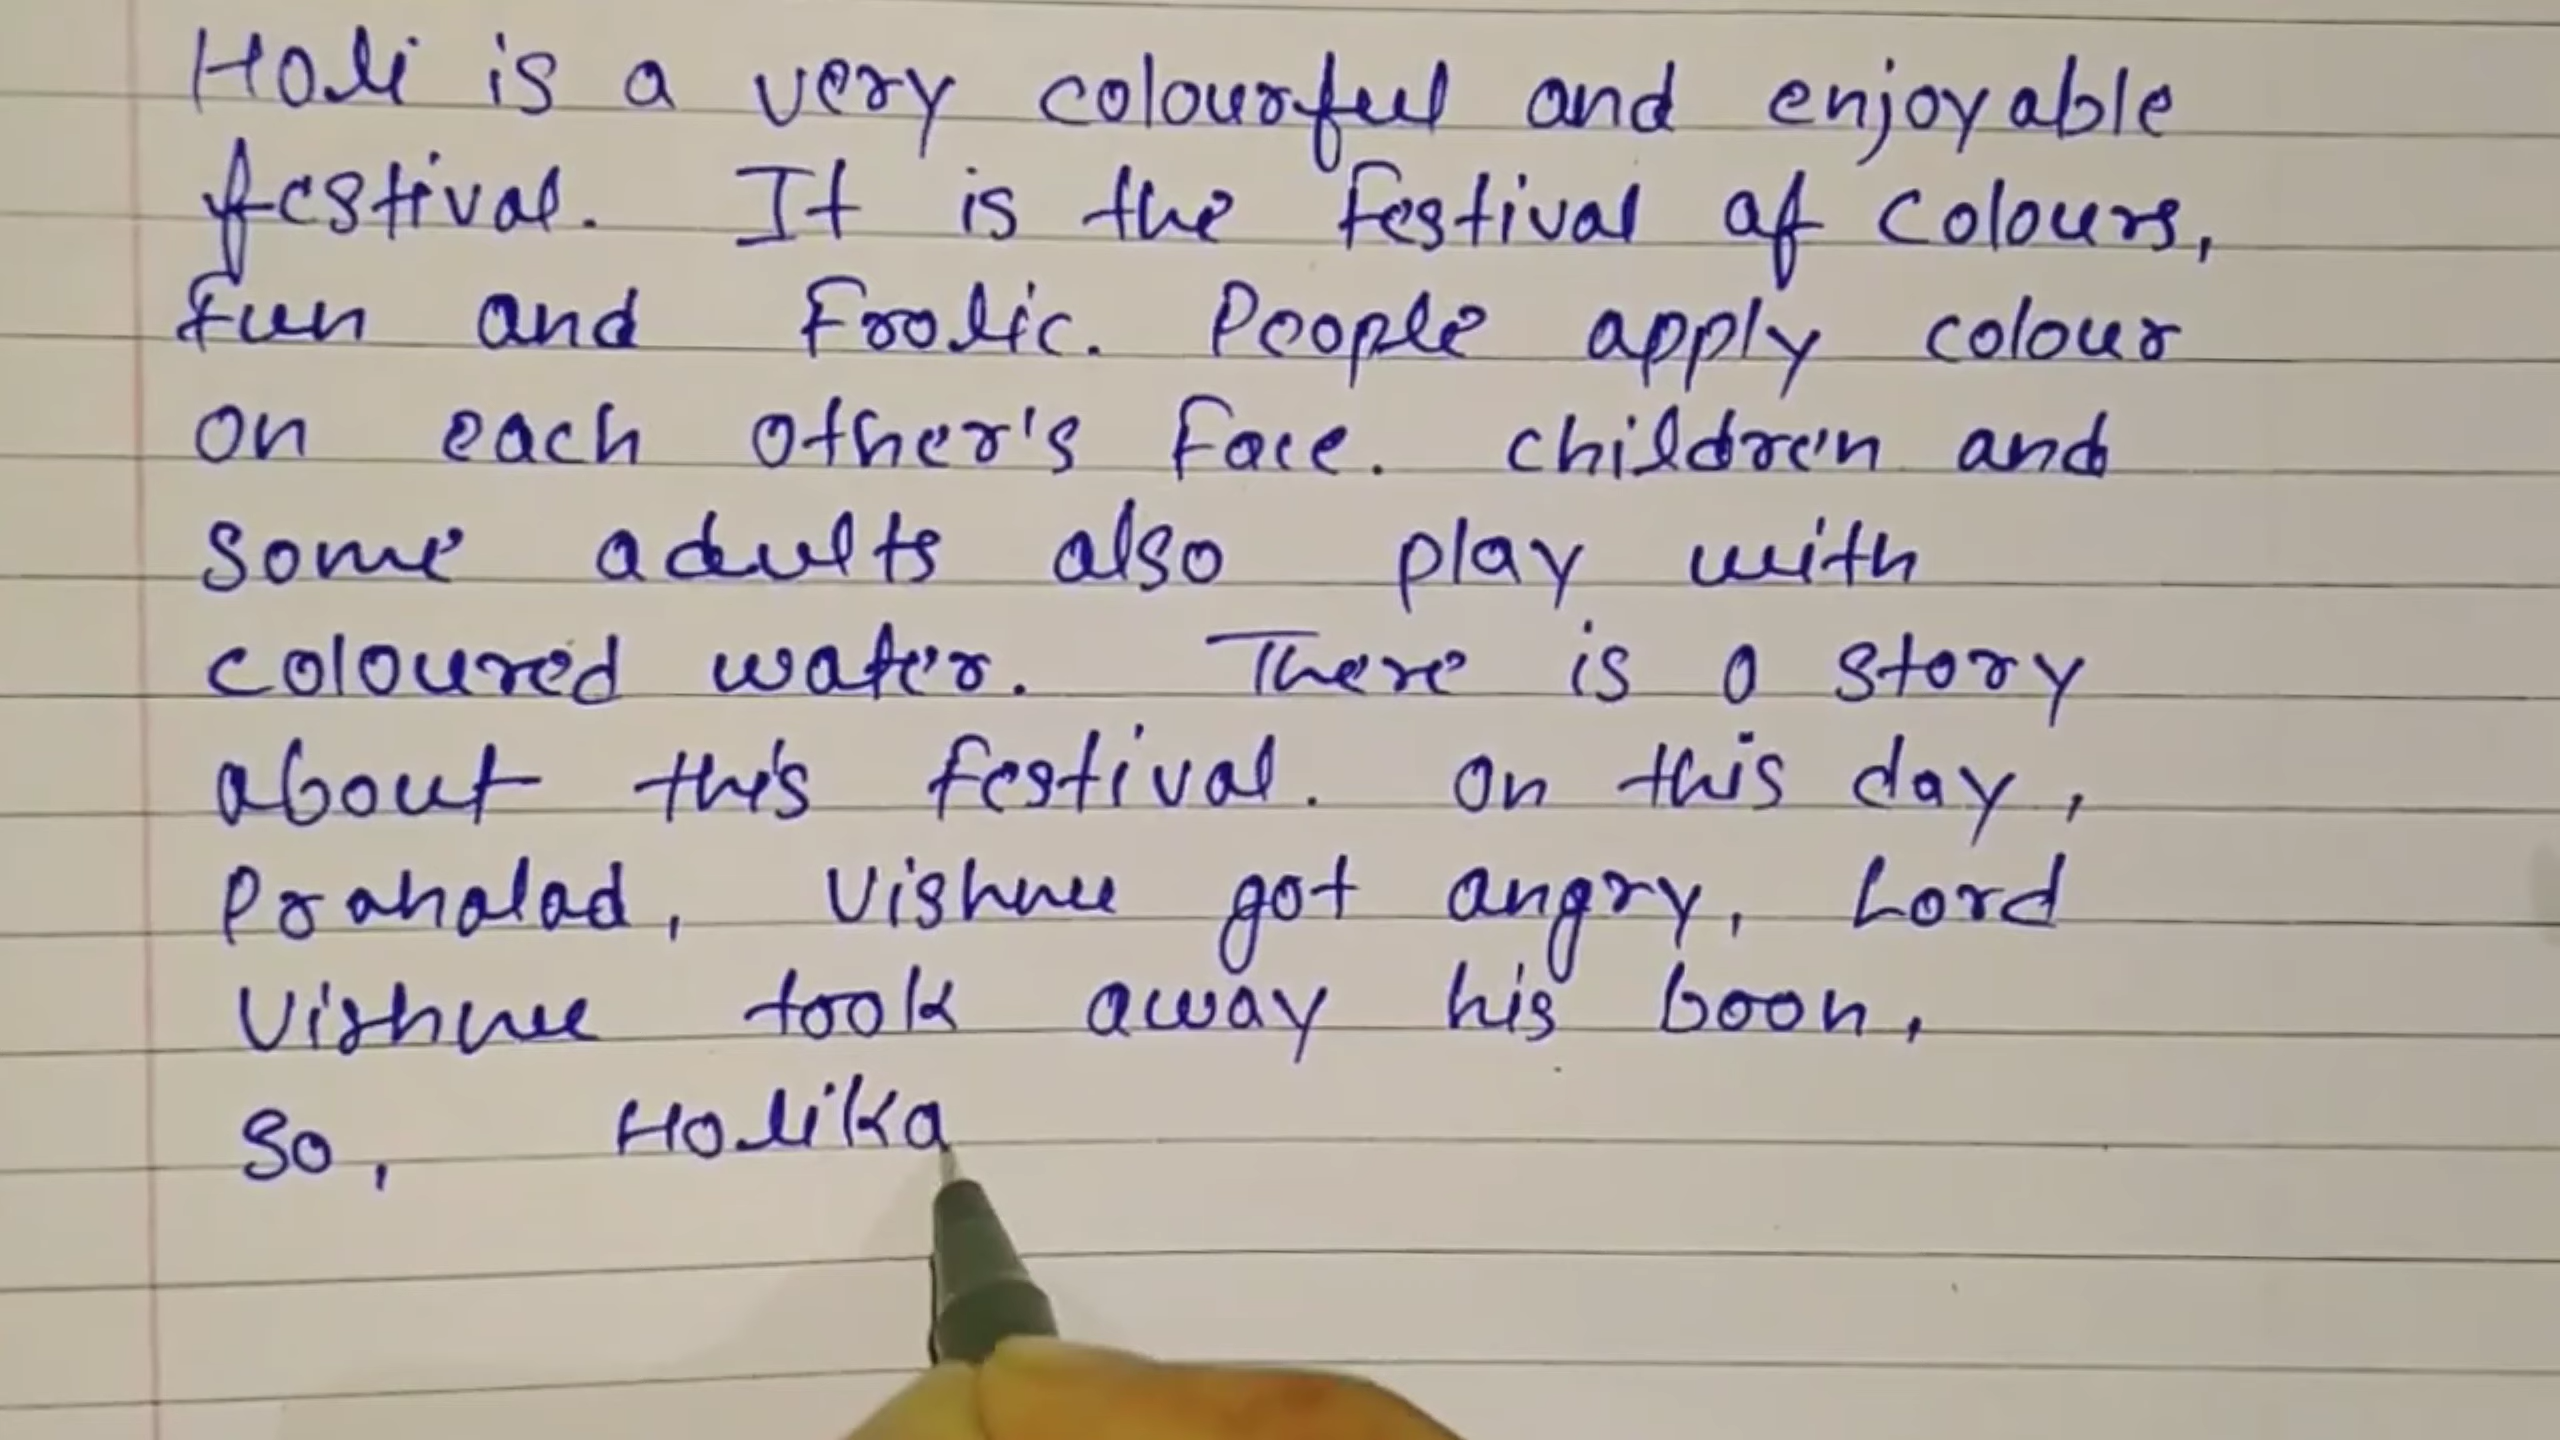 Holi is a very colourful and enjoyable
festival. It is the festival of colours,
fun and Frolic. People apply colour
on each other's face. children and
some adults also play with
coloured water. There is a story
about this festival. on this day,
Prahalad, Vishnu got angry, Lord
Vishnu took away his boon,
So, Holika